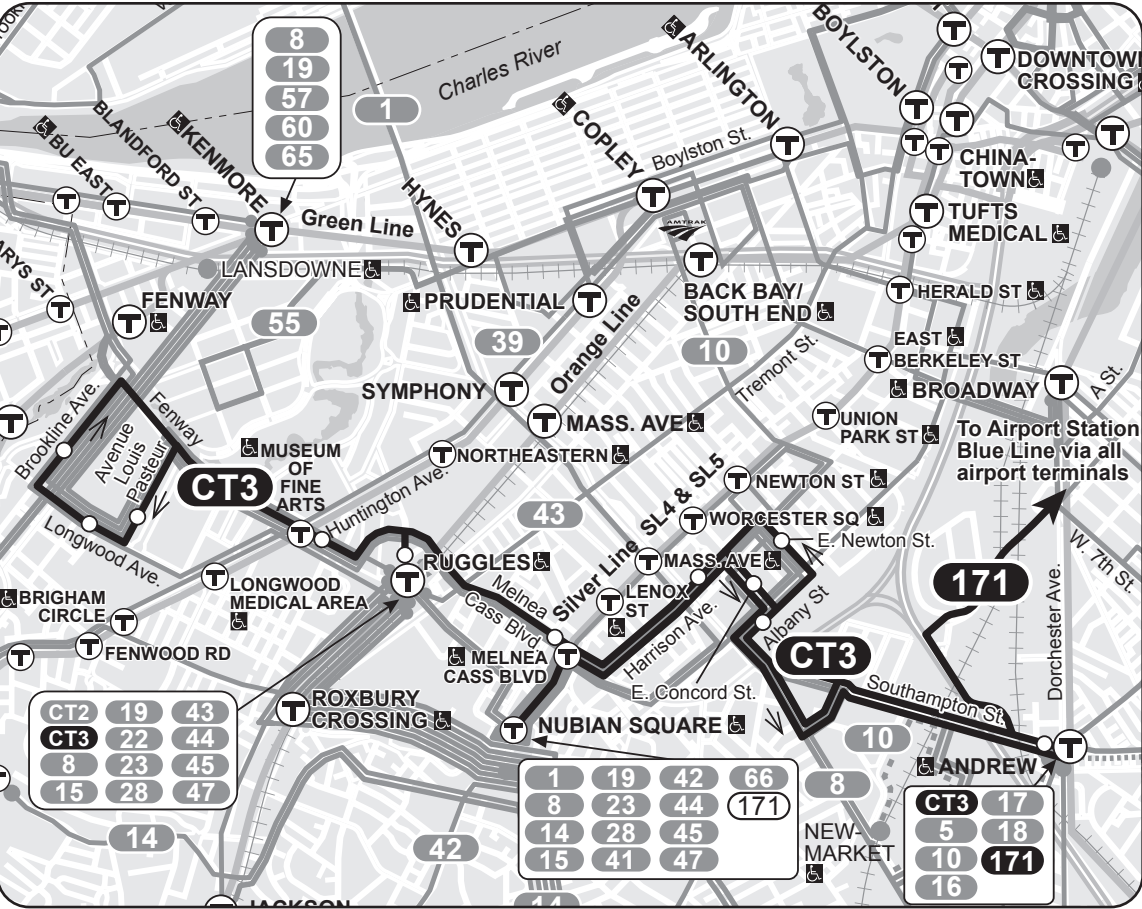 8
19
57
60
65
1
Charles River
ARLINGTON
BOYLSTON
DOWNTOWN
CROSSING
BU EAST
BLANDFORD ST
KENMORE
COPLEY
Boylston St.
CHINA-
TOWN
HYNES
Green Line
AMTRAK
TUFTS
MEDICAL
LANSDOWNE
ARYS ST
FENWAY
PRUDENTIAL
BACK BAY/
SOUTH END
HERALD ST
55
39
Orange Line
10
EAST
BERKELEY ST
Tremont St.
SYMPHONY
BROADWAY
A St.
Brookline Ave.
Fenway
Avenue
Louis
Pasteur
MASS. AVE
UNION
PARK ST
To Airport Station
Blue Line via all
airport terminals
MUSEUM
OF
FINE
ARTS
NORTHEASTERN
CT3
Huntington Ave.
NEWTON ST
43
Silver Line SL4 & SL5
WORCESTER SQ
E. Newton St.
Longwood Ave.
RUGGLES
MASS. AVE
W. 7th St.
LONGWOOD
MEDICAL AREA
Melnea
Cass Blvd
LENOX
ST
171
BRIGHAM
CIRCLE
Harrison Ave.
Albany St
Dorchester Ave.
FENWOOD RD
MELNEA
CASS BLVD
CT3
E. Concord St.
Southampton St.
ROXBURY
CROSSING
NUBIAN SQUARE
10
ANDREW
CT2 19 43
CT3 22 44
8 23 45
15 28 47
1 19 42 66
8 23 44 171
14 28 45
15 41 47
8
CT3 17
5 18
10 171
16
14
42
NEW-
MARKET
JACKSON
14